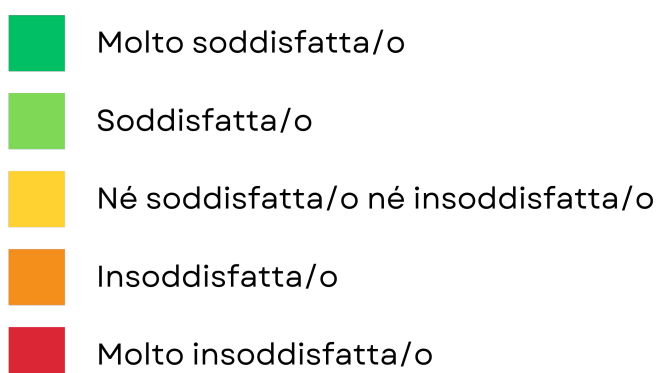 Molto soddisfatta/o
Soddisfatta/o
Né soddisfatta/o né insoddisfatta/o
Insoddisfatta/o
Molto insoddisfatta/o